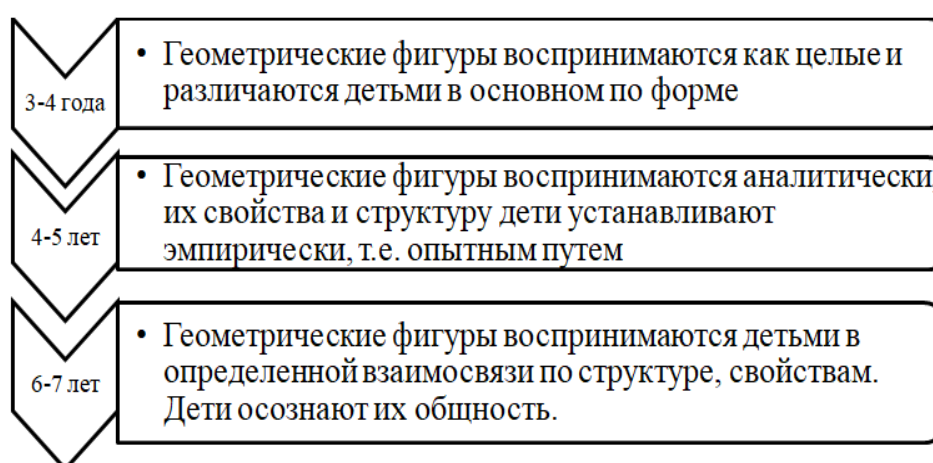 3-4 года
• Геометрические фигуры воспринимаются как целые и
различаются детьми в основном по форме
4-5 лет
• Геометрические фигуры воспринимаются аналитически
их свойства и структуру дети устанавливают
эмпирически, т.е. опытным путем
6-7 лет
• Геометрические фигуры воспринимаются детьми в
определенной взаимосвязи по структуре, свойствам.
Дети осознают их общность.